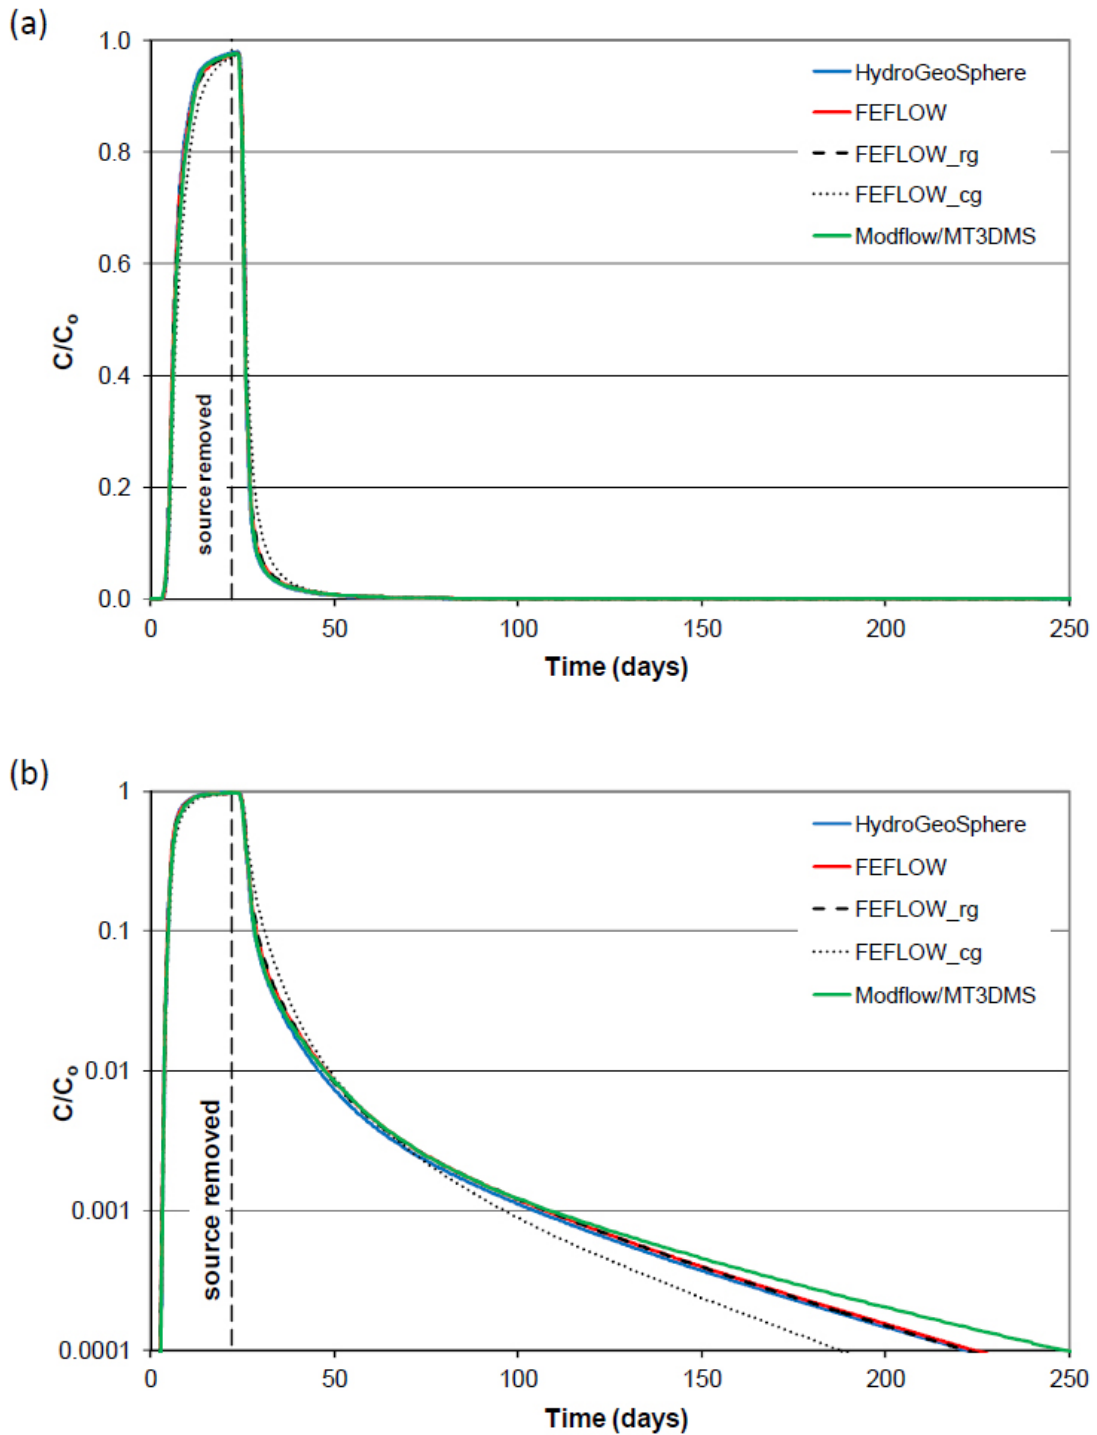 (a)
1.0
0.8
0.6
0.4
0.2
0.0
C/Co
source removed
HydroGeoSphere
FEFLOW
FEFLOW_rg
FEFLOW_cg
Modflow/MT3DMS
0 50 100 150 200 250
Time (days)
(b)
1
0.1
0.01
0.001
0.0001
C/Co
source removed
HydroGeoSphere
FEFLOW
FEFLOW_rg
FEFLOW_cg
Modflow/MT3DMS
0 50 100 150 200 250
Time (days)